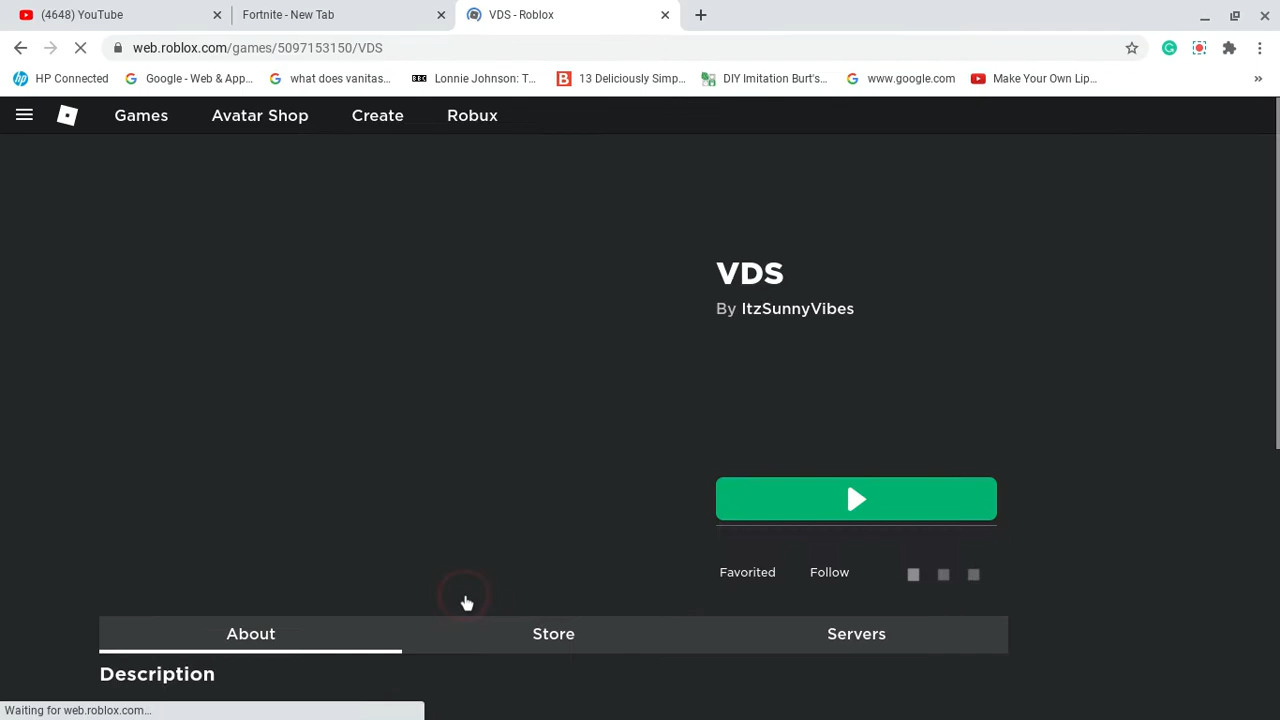 (4648) YouTube
Fortnite - New Tab
VDS - Roblox
web.roblox.com/games/5097153150/VDS
HP Connected
Google - Web & App...
what does vanitas...
Lonnie Johnson: T...
13 Deliciously Simp...
DIY Imitation Burt's...
www.google.com
Make Your Own Lip...
»
Games
Avatar Shop
Create
Robux
VDS
By ItzSunnyVibes
Favorited
Follow
About
Store
Servers
Description
Waiting for web.roblox.com...